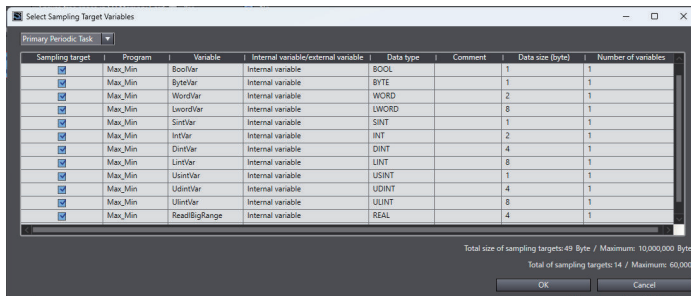 Select Sampling Target Variables
Primary Periodic Task
Sampling target Program Variable Internal variable/external variable Data type Comment Data size (byte) Number of variables
Max_Min BoolVar Internal variable BOOL 1 1
Max_Min ByteVar Internal variable BYTE 1 1
Max_Min WordVar Internal variable WORD 2 1
Max_Min LwordVar Internal variable LWORD 8 1
Max_Min SintVar Internal variable SINT 1 1
Max_Min IntVar Internal variable INT 2 1
Max_Min DintVar Internal variable DINT 4 1
Max_Min LintVar Internal variable LINT 8 1
Max_Min UsintVar Internal variable USINT 1 1
Max_Min UdintVar Internal variable UDINT 4 1
Max_Min UlintVar Internal variable ULINT 8 1
Max_Min ReadlBigRange Internal variable REAL 4 1
Total size of sampling targets: 49 Byte / Maximum: 10,000,000 Byte
Total of sampling targets: 14 / Maximum: 60,000
OK Cancel